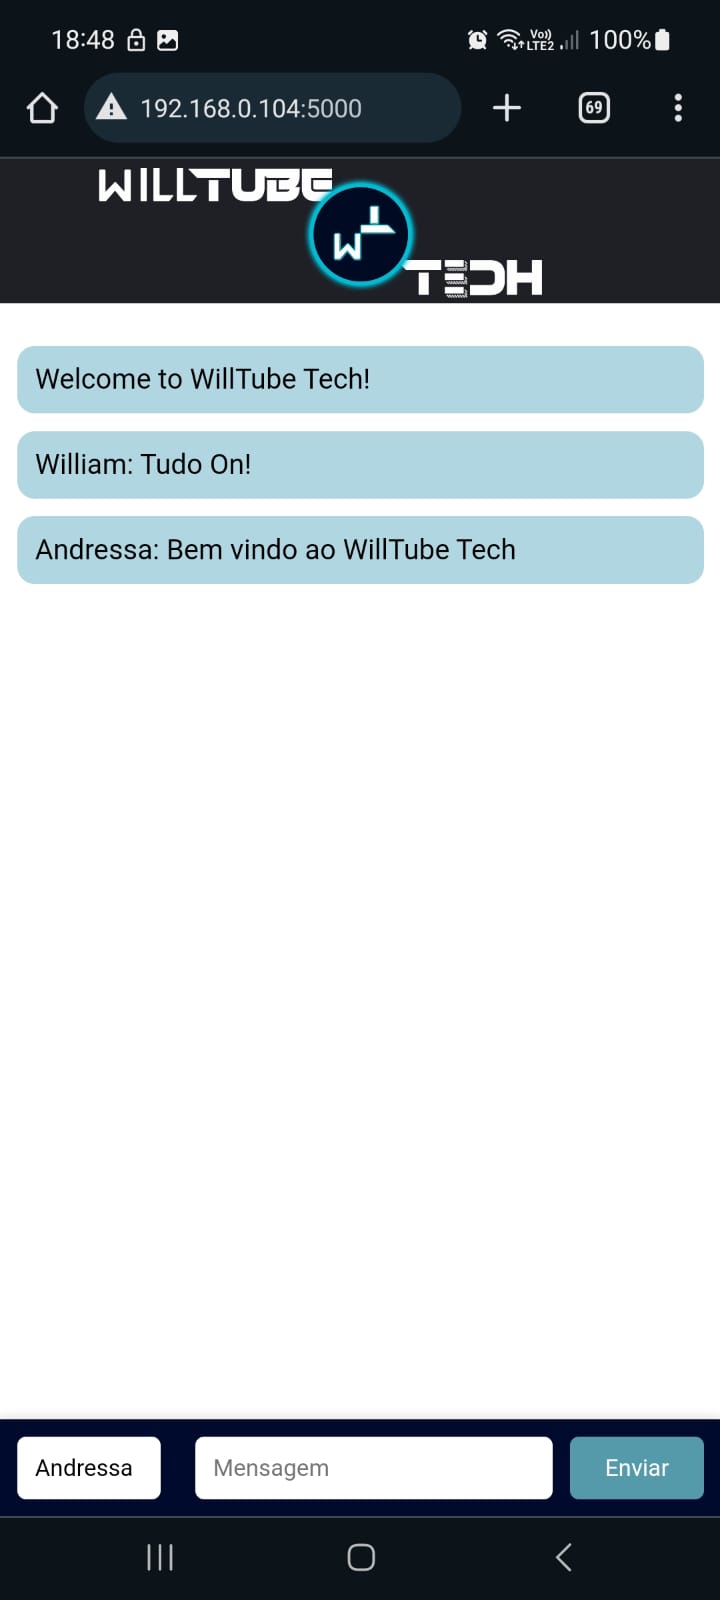 18:48
Vo)) LTE2 100%
192.168.0.104:5000
69
WILLTUBE
WT
TECH
Welcome to WillTube Tech!
William: Tudo On!
Andressa: Bem vindo ao WillTube Tech
Andressa Mensagem Enviar